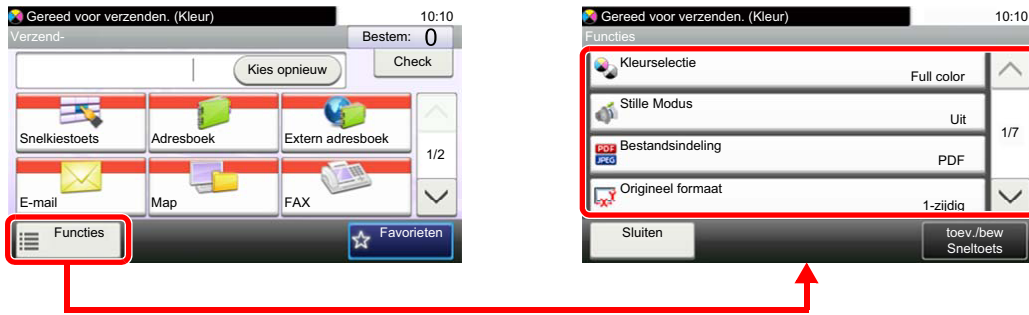 Gereed voor verzenden. (Kleur) 10:10
Verzend- Bestem: 0
Kies opnieuw Check
Snelkiestoets Adresboek Extern adresboek
1/2
E-mail Map FAX
Functies Favorieten
Gereed voor verzenden. (Kleur) 10:10
Functies
Kleurselectie
Full color
Stille Modus
Uit
1/7
PDF
JPEG
Bestandsindeling
PDF
Origineel formaat
1-zijdig
Sluiten toev./bew
Sneltoets